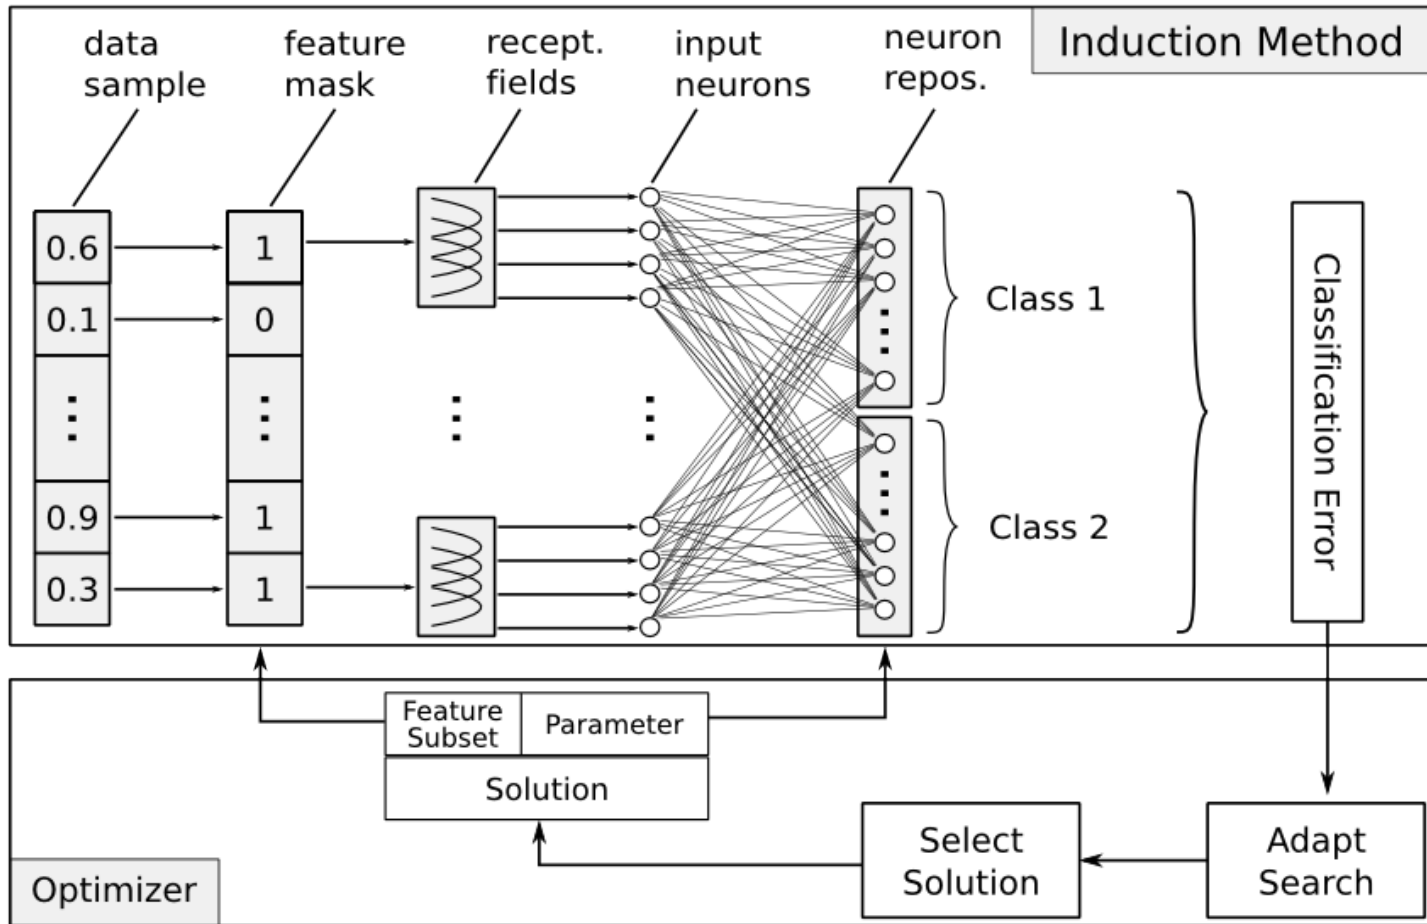 data
sample
feature
mask
recept.
fields
input
neurons
neuron
repos.
Induction Method
0.6
1
0.1
0
0.9
1
0.3
1
Class 1
Class 2
Classification Error
Feature
Subset
Parameter
Solution
Select
Solution
Adapt
Search
Optimizer